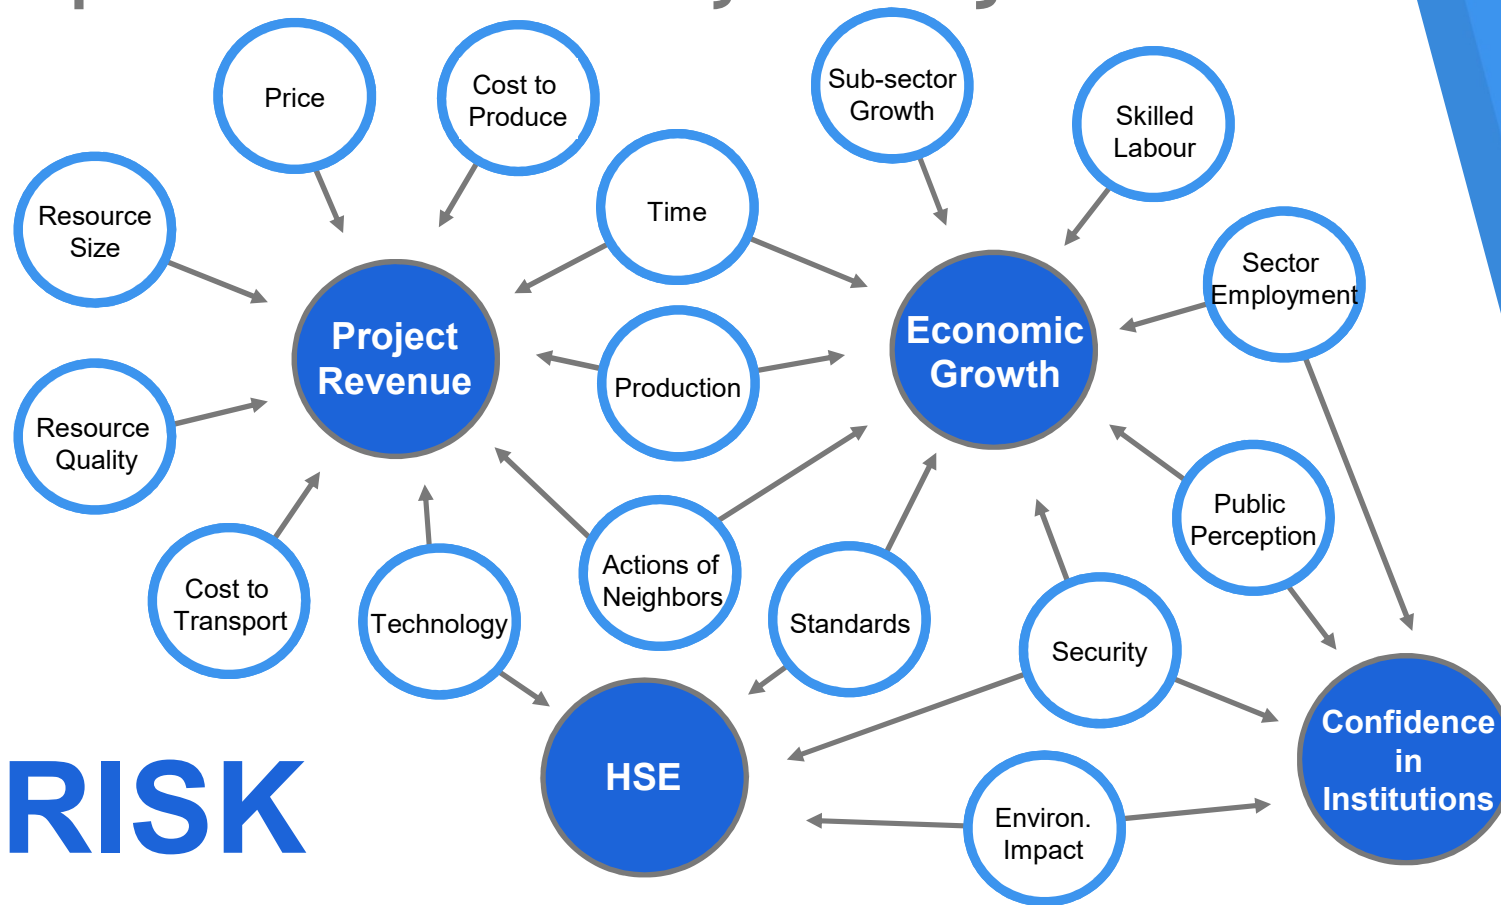 Price
Cost to
Produce
Sub-sector
Growth
Skilled
Labour
Resource
Size
Time
Sector
Employment
Project
Revenue
Economic
Growth
Production
Resource
Quality
Public
Perception
Cost to
Transport
Technology
Actions of
Neighbors
Standards
Security
Confidence
in
Institutions
HSE
RISK
Environ.
Impact